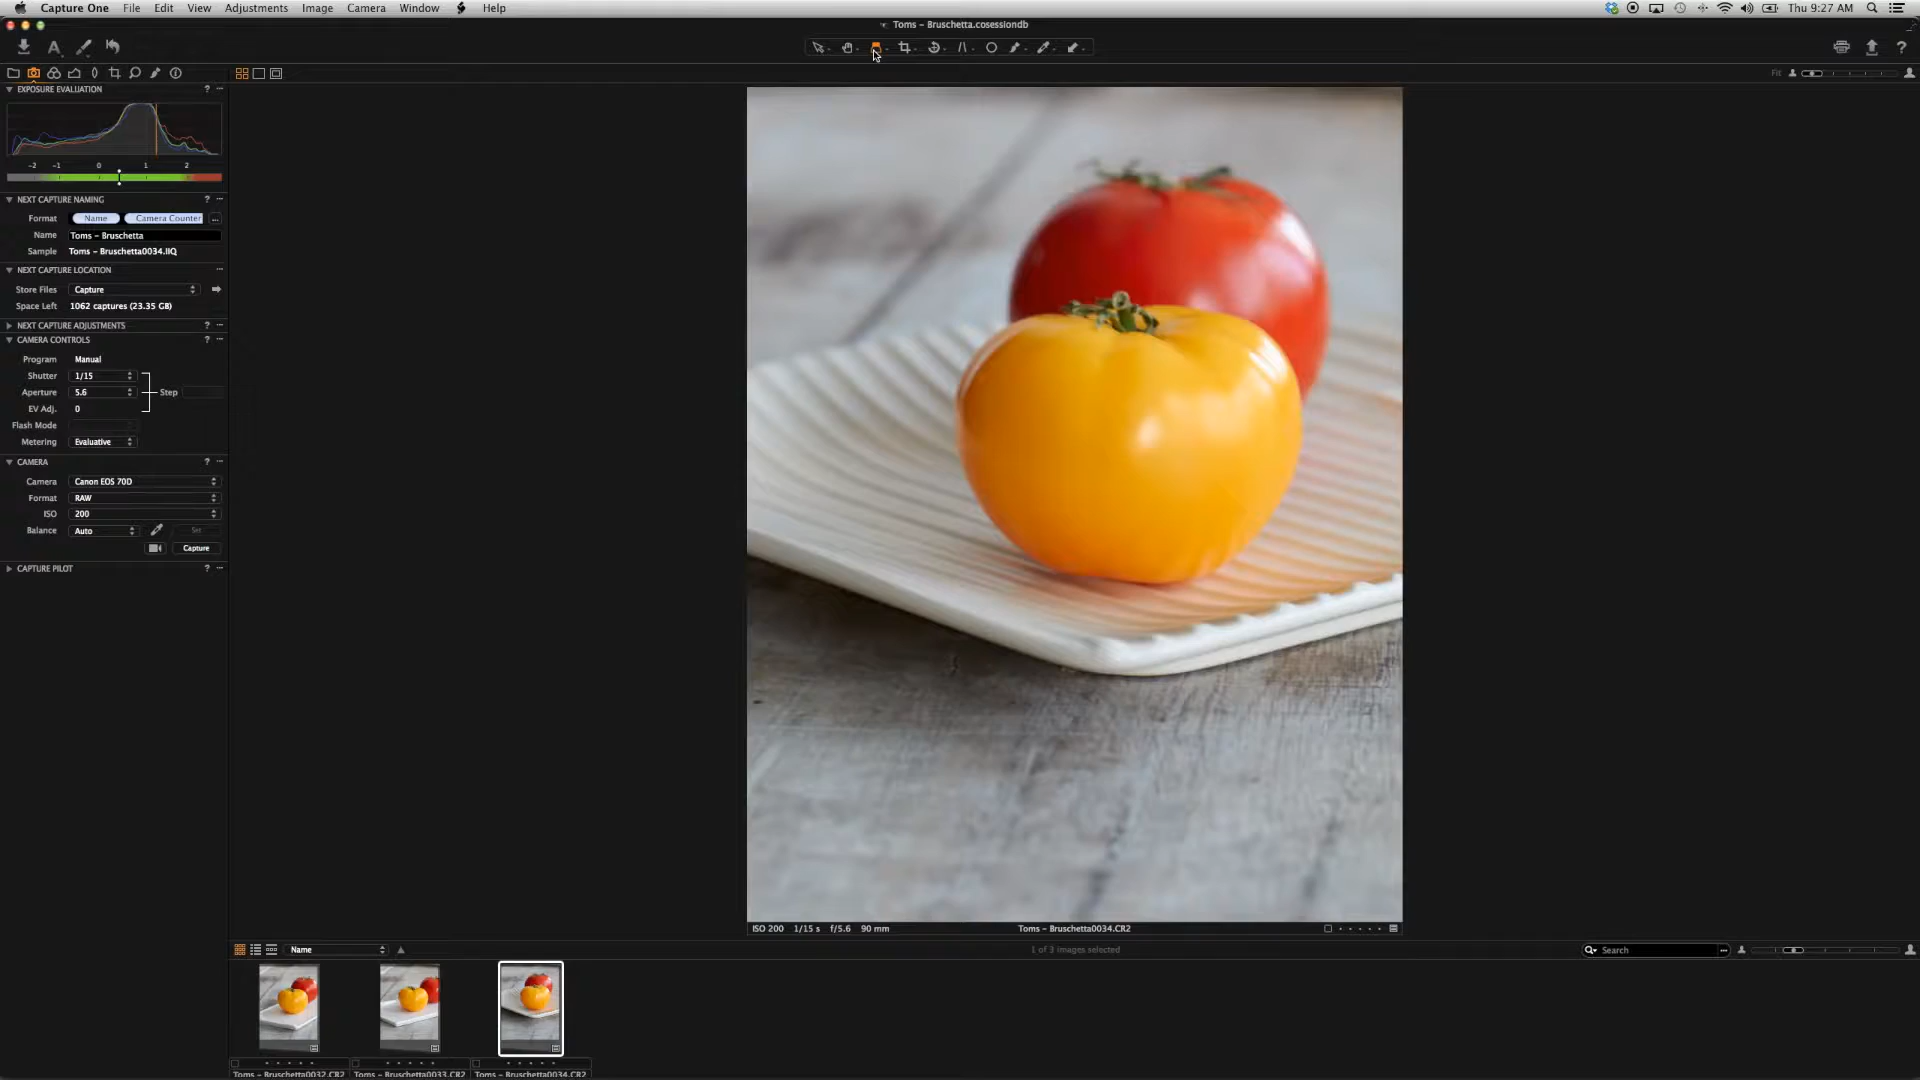 Capture One File Edit View Adjustments Image Camera Window Help Thu 9:27 AM
Toms – Bruschetta.cosessiondb
A ?
Fit
EXPOSURE EVALUATION ? ...
-2 -1 0 1 2
NEXT CAPTURE NAMING ? ...
Format Name Camera Counter ...
Name Toms – Bruschetta
Sample Toms – Bruschetta0034.IIQ
NEXT CAPTURE LOCATION ...
Store Files Capture
Space Left 1062 captures (23.35 GB)
NEXT CAPTURE ADJUSTMENTS ? ...
CAMERA CONTROLS ? ...
Program Manual
Shutter 1/15
Aperture 5.6 Step
EV Adj. 0
Flash Mode
Metering Evaluative
CAMERA ? ...
Camera Canon EOS 70D
Format RAW
ISO 200
Balance Auto Set
Capture
CAPTURE PILOT ? ...
ISO 200 1/15 s f/5.6 90 mm Toms – Bruschetta0034.CR2
Name 1 of 3 images selected Search
Toms – Bruschetta0032.CR2 Toms – Bruschetta0033.CR2 Toms – Bruschetta0034.CR2